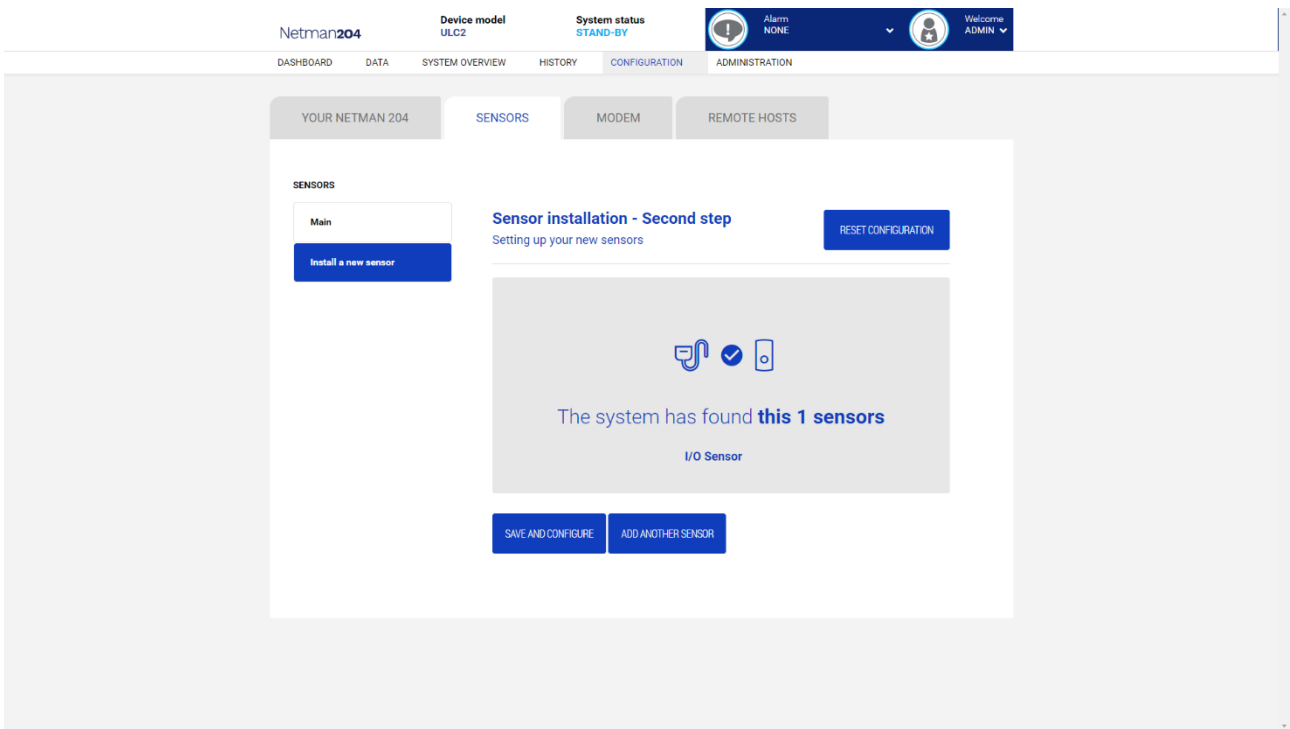 Netman204
Device model
ULC2
System status
STAND-BY
Alarm
NONE
Welcome
ADMIN
DASHBOARD DATA SYSTEM OVERVIEW HISTORY CONFIGURATION ADMINISTRATION
YOUR NETMAN 204 SENSORS MODEM REMOTE HOSTS
SENSORS
Main
Install a new sensor
Sensor installation - Second step
Setting up your new sensors
RESET CONFIGURATION
The system has found this 1 sensors
I/O Sensor
SAVE AND CONFIGURE ADD ANOTHER SENSOR